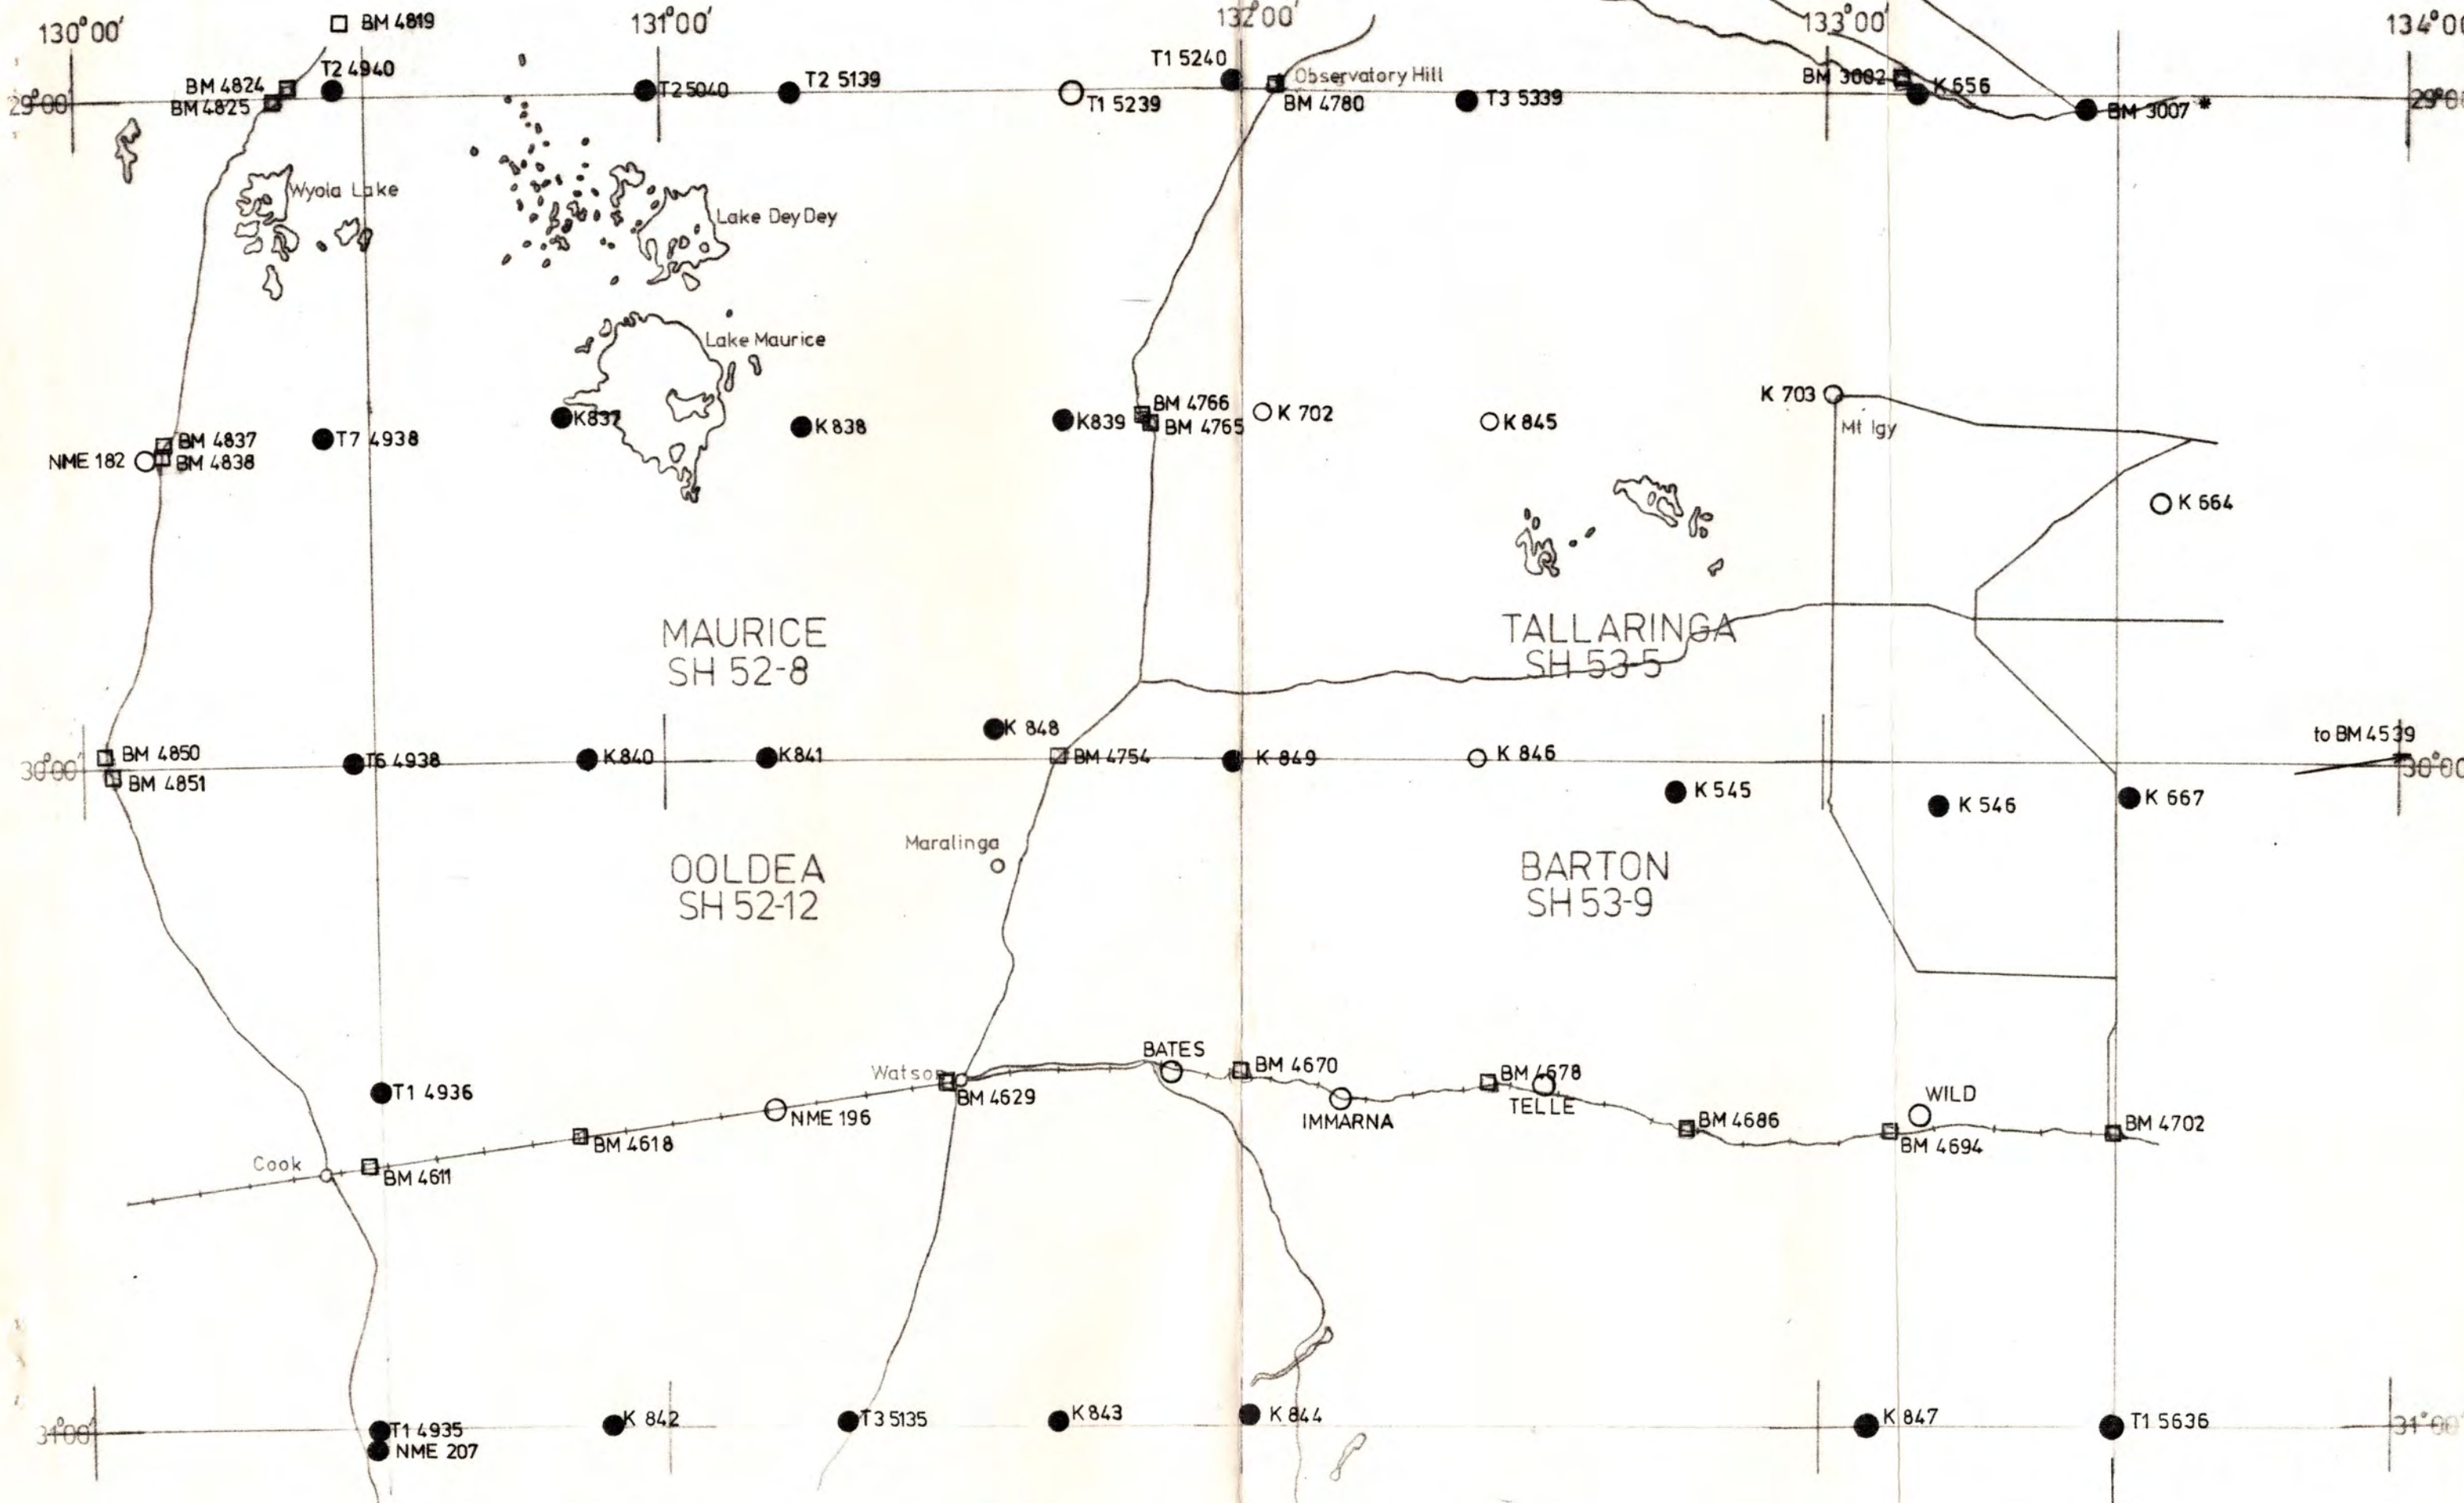 130°00'
BM 4819
131°00'
132°00'
133°00'
134°00
29°00'
BM 4824
BM 4825
T2 4940
T2 5040
T2 5139
T1 5239
T1 5240
Observatory Hill
BM 4780
T3 5339
BM 3002
K 656
BM 3007 *
Wyola Lake
Lake Dey Dey
Lake Maurice
BM 4837
NME 182
BM 4838
T7 4938
K 837
K 838
K 839
BM 4766
BM 4765
K 702
K 845
K 703
Mt Igy
K 664
MAURICE
SH 52-8
TALLARINGA
SH 53-5
30°00'
BM 4850
BM 4851
T6 4938
K 840
K 841
K 848
BM 4754
K 849
K 846
K 545
K 546
K 667
to BM 4539
30°00
Maralinga
OOLDEA
SH 52-12
BARTON
SH 53-9
T1 4936
Cook
BM 4611
BM 4618
NME 196
Watson
BM 4629
BATES
BM 4670
IMMARNA
BM 4678
TELLE
BM 4686
WILD
BM 4694
BM 4702
31°00'
T1 4935
NME 207
K 842
T3 5135
K 843
K 844
K 847
T1 5636
31°00